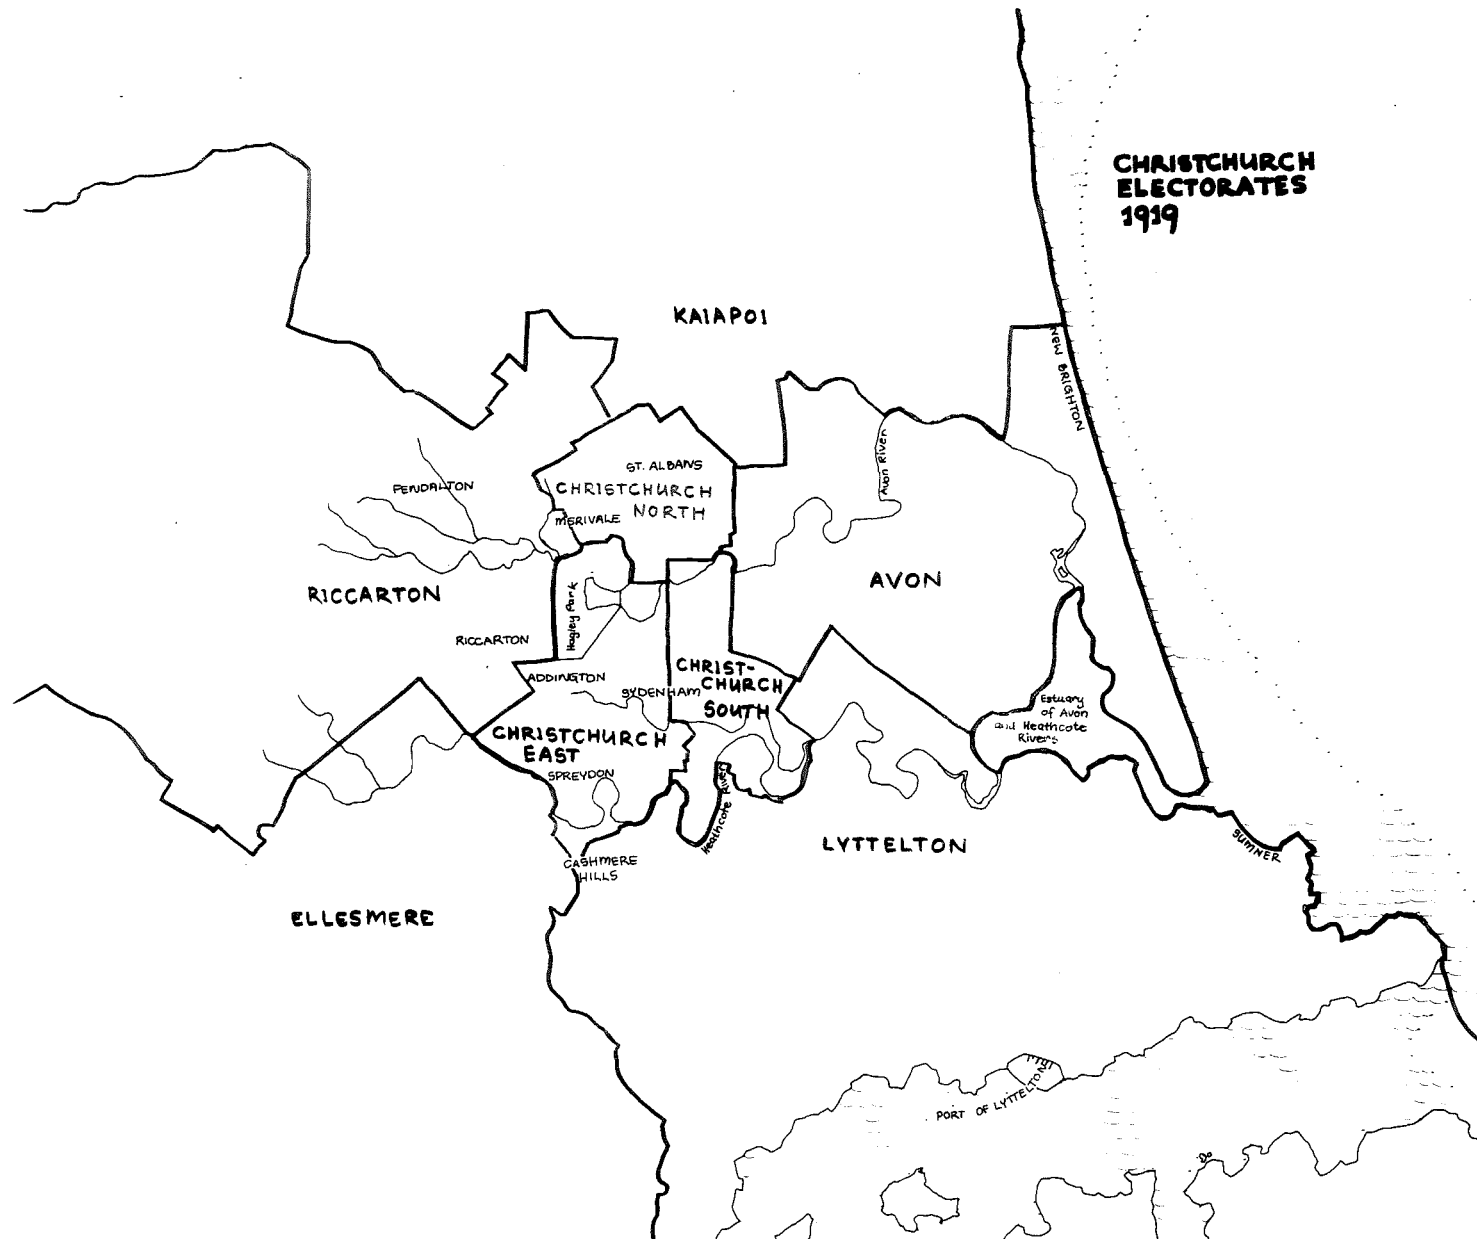 CHRISTCHURCH
ELECTORATES
1919
KAIAPOI
NEW BRIGHTON
Avon River
ST. ALBANS
FENDALTON
CHRISTCHURCH
NORTH
MERIVALE
RICCARTON
AVON
Hagley Park
RICCARTON
ADDINGTON
SYDENHAM
CHRIST-
CHURCH
SOUTH
Estuary
of Avon
and Heathcote
Rivers
CHRISTCHURCH
EAST
SPREYDON
Heathcote River
LYTTELTON
SUMNER
CASHMERE
HILLS
ELLESMERE
PORT OF LYTTELTON